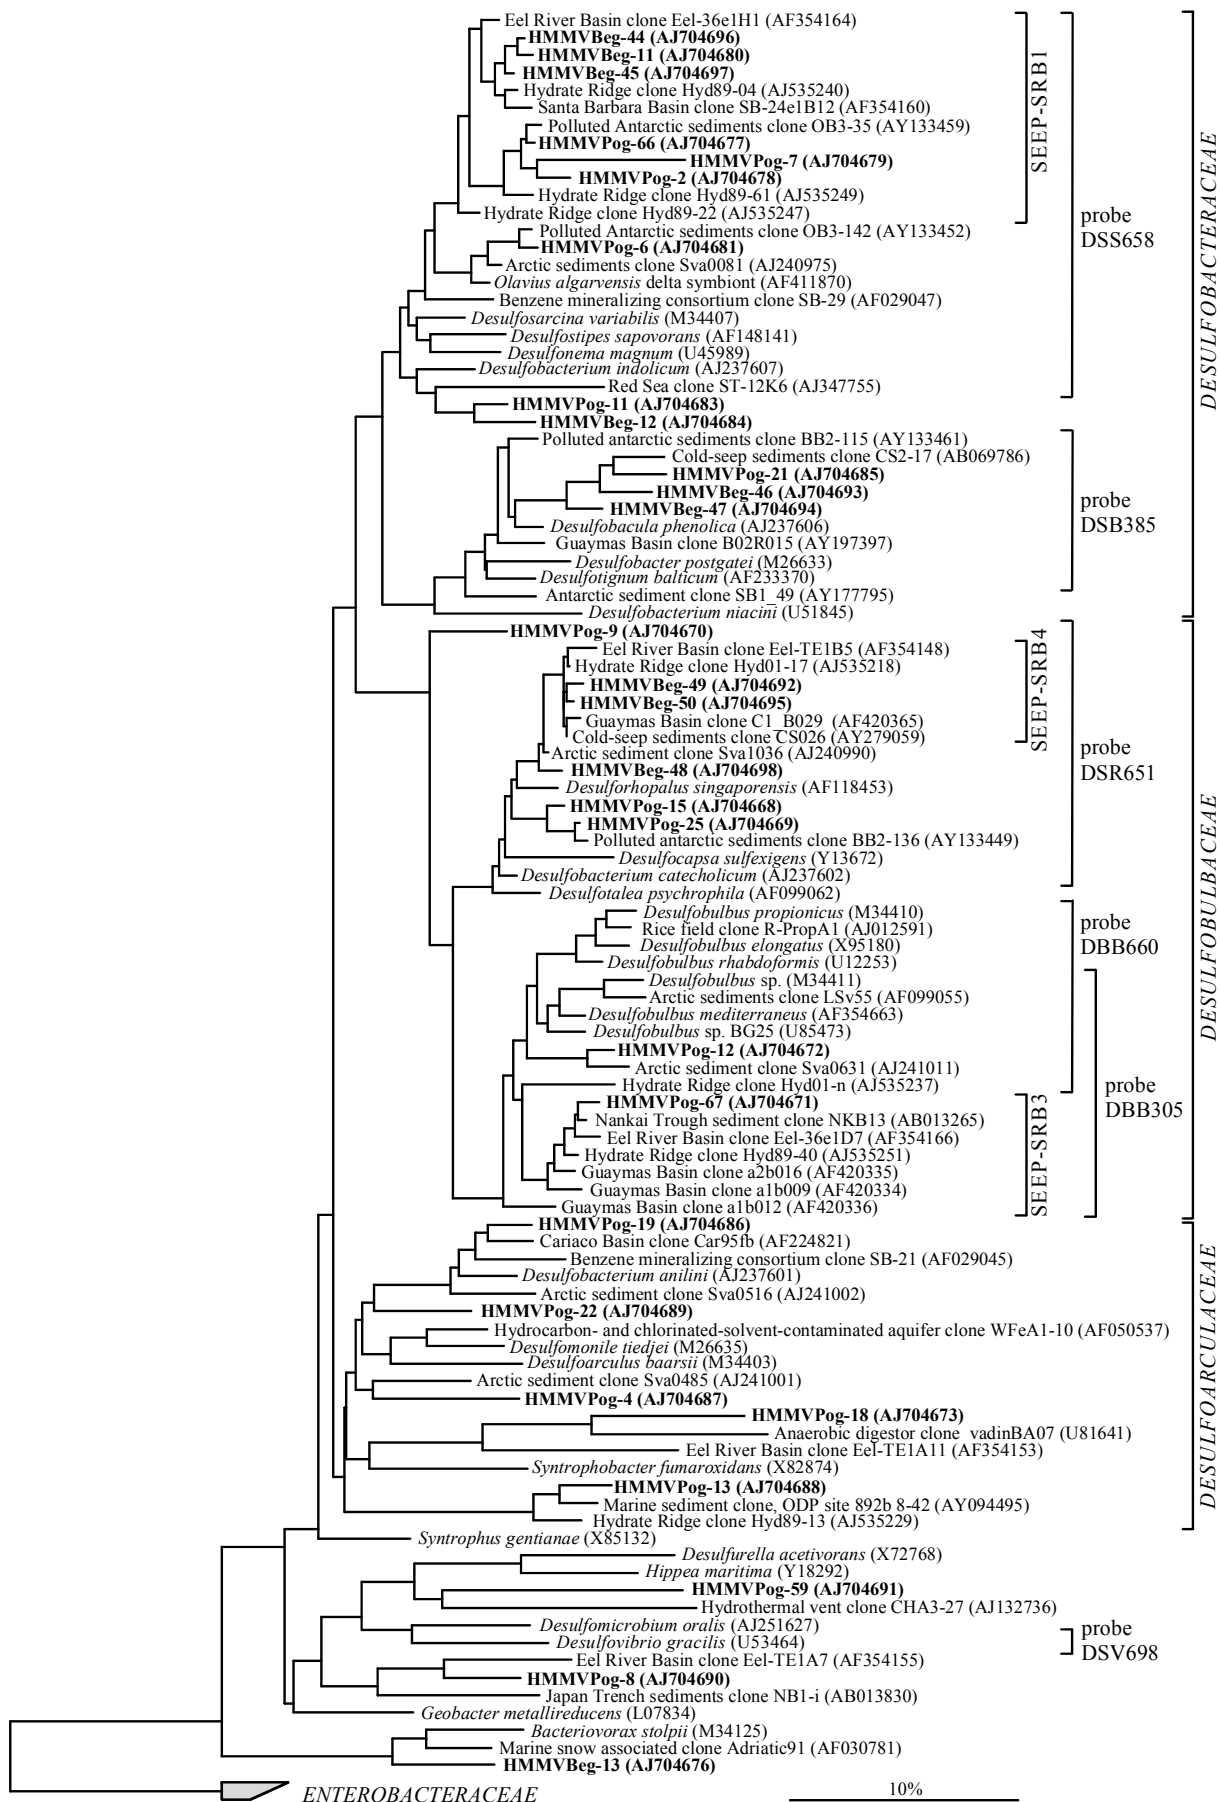 Eel River Basin clone Eel-36e1H1 (AF354164)
HMMVBeg-44 (AJ704696)
HMMVBeg-11 (AJ704680)
HMMVBeg-45 (AJ704697)
Hydrate Ridge clone Hyd89-04 (AJ535240)
Santa Barbara Basin clone SB-24e1B12 (AF354160)
Polluted Antarctic sediments clone OB3-35 (AY133459)
HMMVPog-66 (AJ704677)
HMMVPog-7 (AJ704679)
HMMVPog-2 (AJ704678)
Hydrate Ridge clone Hyd89-61 (AJ535249)
Hydrate Ridge clone Hyd89-22 (AJ535247)
SEEP-SRB1
Polluted Antarctic sediments clone OB3-142 (AY133452)
HMMVPog-6 (AJ704681)
Arctic sediments clone Sva0081 (AJ240975)
Olavius algarvensis delta symbiont (AF411870)
Benzene mineralizing consortium clone SB-29 (AF029047)
Desulfosarcina variabilis (M34407)
Desulfostipes sapovorans (AF148141)
Desulfonema magnum (U45989)
Desulfobacterium indolicum (AJ237607)
Red Sea clone ST-12K6 (AJ347755)
HMMVPog-11 (AJ704683)
HMMVBeg-12 (AJ704684)
probe
DSS658
Polluted antarctic sediments clone BB2-115 (AY133461)
Cold-seep sediments clone CS2-17 (AB069786)
HMMVPog-21 (AJ704685)
HMMVBeg-46 (AJ704693)
HMMVBeg-47 (AJ704694)
Desulfobacula phenolica (AJ237606)
Guaymas Basin clone B02R015 (AY197397)
Desulfobacter postgatei (M26633)
Desulfotignum balticum (AF233370)
Antarctic sediment clone SB1_49 (AY177795)
probe
DSB385
Desulfobacterium niacini (U51845)
DESULFOBACTERACEAE
HMMVPog-9 (AJ704670)
Eel River Basin clone Eel-TE1B5 (AF354148)
Hydrate Ridge clone Hyd01-17 (AJ535218)
HMMVBeg-49 (AJ704692)
HMMVBeg-50 (AJ704695)
Guaymas Basin clone C1_B029 (AF420365)
Cold-seep sediments clone CS026 (AY279059)
SEEP-SRB4
Arctic sediment clone Sva1036 (AJ240990)
HMMVBeg-48 (AJ704698)
Desulforhopalus singaporensis (AF118453)
HMMVPog-15 (AJ704668)
HMMVPog-25 (AJ704669)
Polluted antarctic sediments clone BB2-136 (AY133449)
Desulfocapsa sulfexigens (Y13672)
Desulfobacterium catecholicum (AJ237602)
probe
DSR651
Desulfotalea psychrophila (AF099062)
Desulfobulbus propionicus (M34410)
Rice field clone R-PropA1 (AJ012591)
Desulfobulbus elongatus (X95180)
Desulfobulbus rhabdoformis (U12253)
Desulfobulbus sp. (M34411)
Arctic sediments clone LSv55 (AF099055)
Desulfobulbus mediterraneus (AF354663)
Desulfobulbus sp. BG25 (U85473)
HMMVPog-12 (AJ704672)
Arctic sediment clone Sva0631 (AJ241011)
Hydrate Ridge clone Hyd01-n (AJ535237)
probe
DBB660
HMMVPog-67 (AJ704671)
Nankai Trough sediment clone NKB13 (AB013265)
Eel River Basin clone Eel-36e1D7 (AF354166)
Hydrate Ridge clone Hyd89-40 (AJ535251)
Guaymas Basin clone a2b016 (AF420335)
Guaymas Basin clone a1b009 (AF420334)
Guaymas Basin clone a1b012 (AF420336)
SEEP-SRB3
probe
DBB305
DESULFOBULBACEAE
HMMVPog-19 (AJ704686)
Cariaco Basin clone Car95fb (AF224821)
Benzene mineralizing consortium clone SB-21 (AF029045)
Desulfobacterium anilini (AJ237601)
Arctic sediment clone Sva0516 (AJ241002)
HMMVPog-22 (AJ704689)
Hydrocarbon- and chlorinated-solvent-contaminated aquifer clone WFeA1-10 (AF050537)
Desulfomonile tiedjei (M26635)
Desulfoarculus baarsii (M34403)
Arctic sediment clone Sva0485 (AJ241001)
HMMVPog-4 (AJ704687)
HMMVPog-18 (AJ704673)
Anaerobic digestor clone vadinBA07 (U81641)
Eel River Basin clone Eel-TE1A11 (AF354153)
Syntrophobacter fumaroxidans (X82874)
HMMVPog-13 (AJ704688)
Marine sediment clone, ODP site 892b 8-42 (AY094495)
Hydrate Ridge clone Hyd89-13 (AJ535229)
DESULFOARCULACEAE
Syntrophus gentianae (X85132)
Desulfurella acetivorans (X72768)
Hippea maritima (Y18292)
HMMVPog-59 (AJ704691)
Hydrothermal vent clone CHA3-27 (AJ132736)
Desulfomicrobium oralis (AJ251627)
Desulfovibrio gracilis (U53464)
probe
DSV698
Eel River Basin clone Eel-TE1A7 (AF354155)
HMMVPog-8 (AJ704690)
Japan Trench sediments clone NB1-i (AB013830)
Geobacter metallireducens (L07834)
Bacteriovorax stolpii (M34125)
Marine snow associated clone Adriatic91 (AF030781)
HMMVBeg-13 (AJ704676)
ENTEROBACTERACEAE
10%